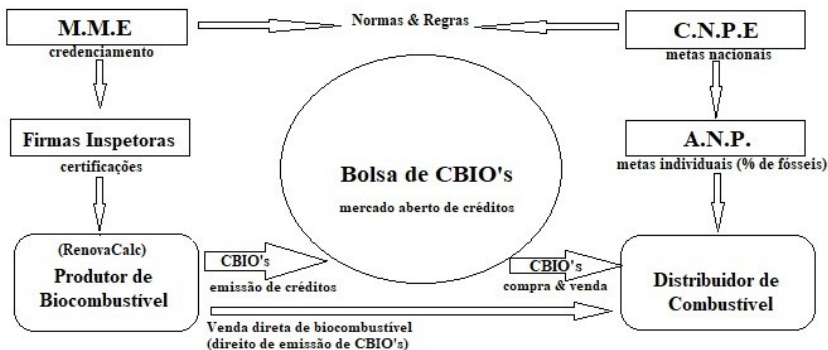 M.M.E
credenciamento
Normas & Regras
C.N.P.E
metas nacionais
Firmas Inspetoras
certificações
A.N.P.
metas individuais (% de fósseis)
Bolsa de CBIO's
mercado aberto de créditos
(RenovaCalc)
Produtor de
Biocombustível
CBIO's
emissão de créditos
CBIO's
compra & venda
Distribuidor de
Combustível
Venda direta de biocombustível
(direito de emissão de CBIO's)